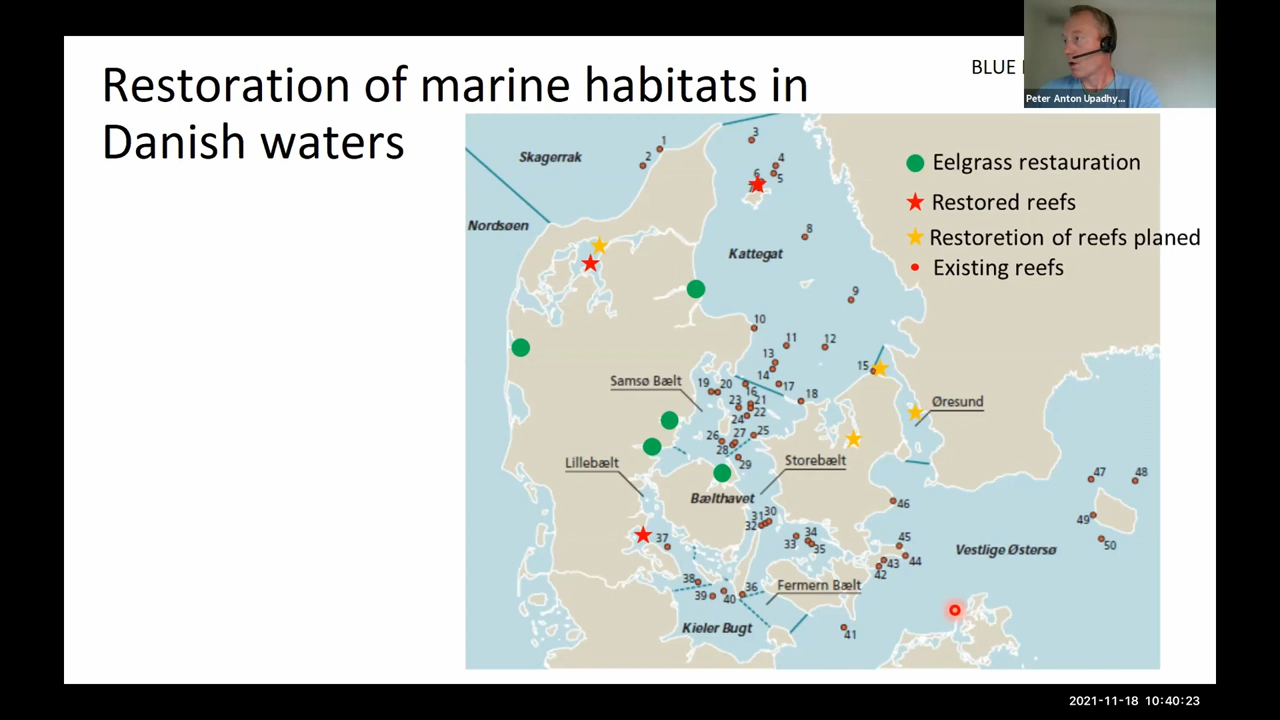 Restoration of marine habitats in
Danish waters
BLUE
Peter Anton Upadhy...
Eelgrass restauration
Restored reefs
Restoretion of reefs planed
Existing reefs
Skagerrak
Nordsøen
Kattegat
Samsø Bælt
Øresund
Lillebælt
Storebælt
Bælthavet
Vestlige Østersø
Fermern Bælt
Kieler Bugt
1
2
3
4
5
6
8
9
10
11
12
13
14
15
16
17
18
19
20
21
22
23
24
25
26
27
28
29
30
31
32
33
34
35
36
37
38
39
40
41
42
43
44
45
46
47
48
49
50
2021-11-18 10:40:23